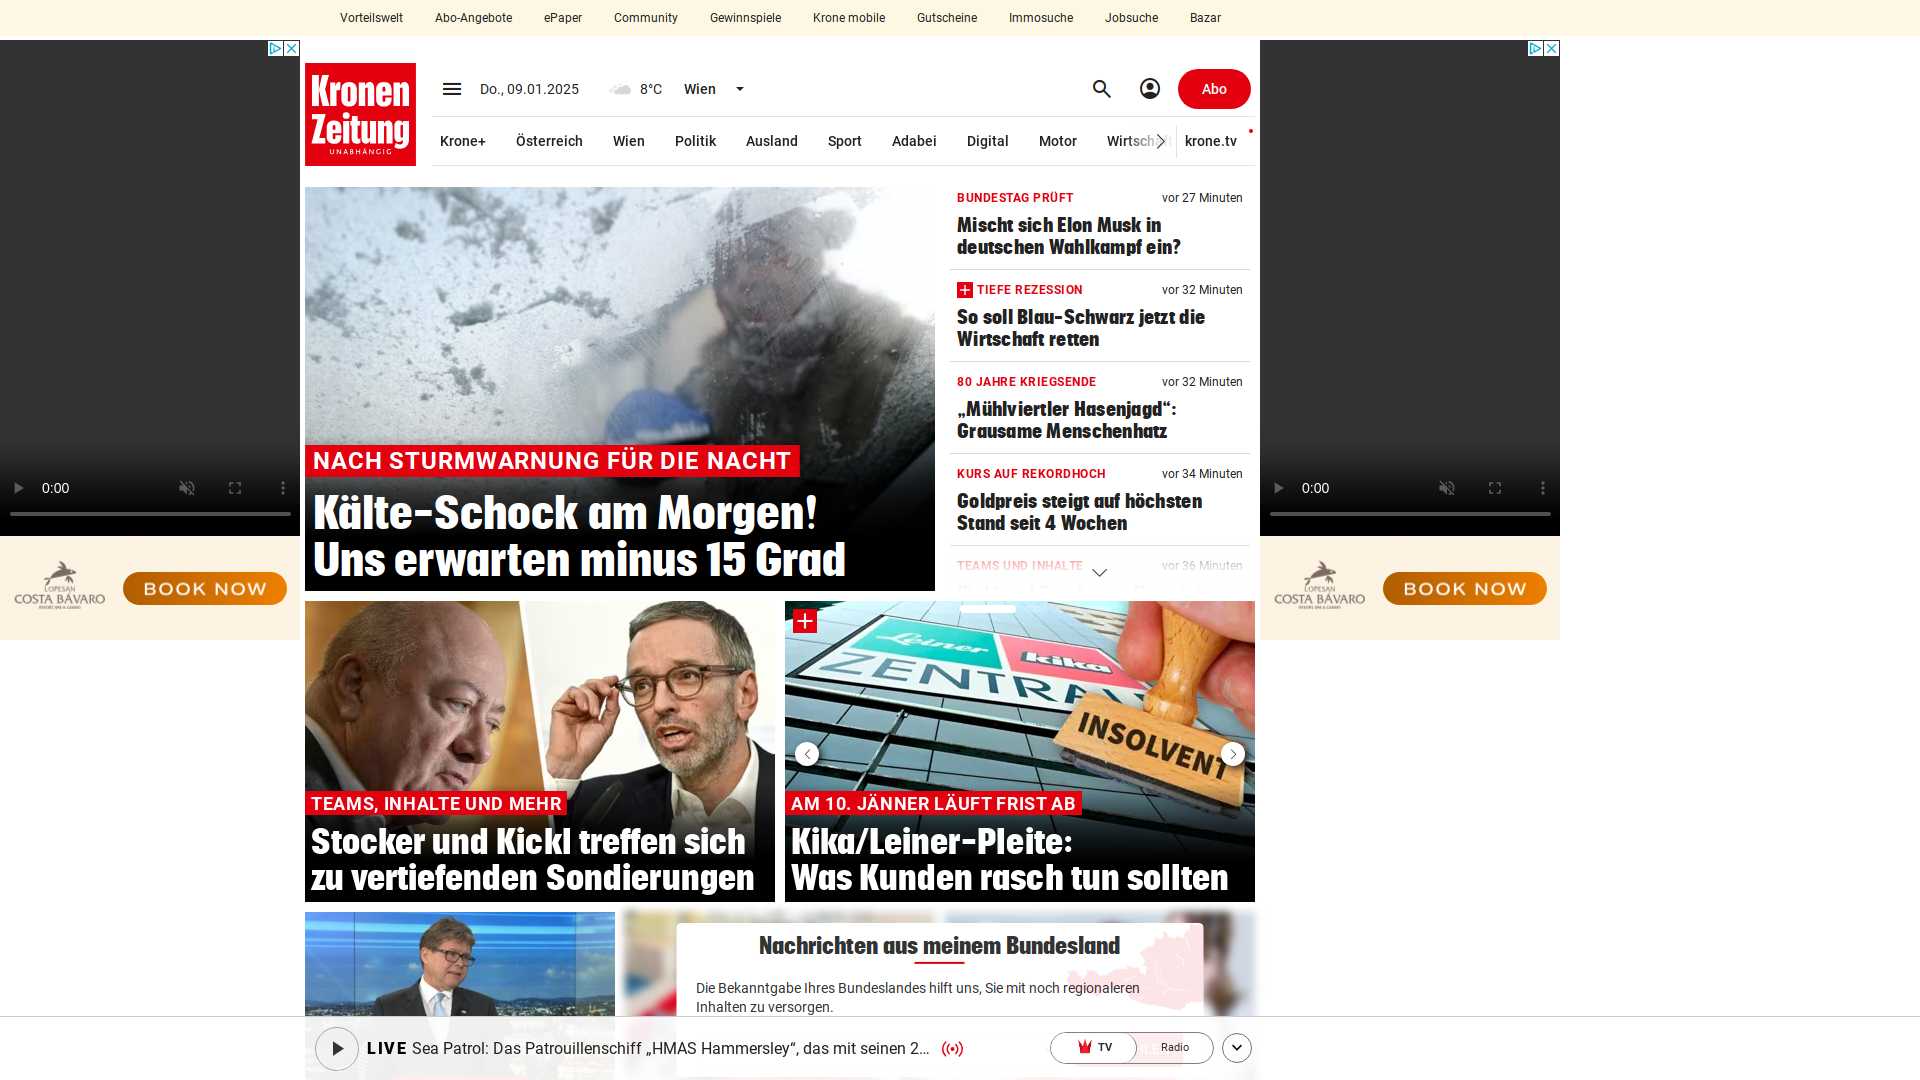 Vorteilswelt Abo-Angebote ePaper Community Gewinnspiele Krone mobile Gutscheine Immosuche Jobsuche Bazar
Kronen
Zeitung
UNABHÄNGIG
Do., 09.01.2025 8°C Wien
Abo
Krone+ Österreich Wien Politik Ausland Sport Adabei Digital Motor krone.tv
NACH STURMWARNUNG FÜR DIE NACHT
Kälte-Schock am Morgen!
Uns erwarten minus 15 Grad
BUNDESTAG PRÜFT vor 27 Minuten
Mischt sich Elon Musk in
deutschen Wahlkampf ein?
TIEFE REZESSION vor 32 Minuten
So soll Blau-Schwarz jetzt die
Wirtschaft retten
80 JAHRE KRIEGSENDE vor 32 Minuten
„Mühlviertler Hasenjagd“:
Grausame Menschenhatz
KURS AUF REKORDHOCH vor 34 Minuten
Goldpreis steigt auf höchsten
Stand seit 4 Wochen
TEAMS UND INHALTE vor 36 Minuten
0:00
LOPESAN
COSTA BÁVARO
BOOK NOW
0:00
LOPESAN
COSTA BÁVARO
BOOK NOW
TEAMS, INHALTE UND MEHR
Stocker und Kickl treffen sich
zu vertiefenden Sondierungen
Leiner
kika
INSOLVENT
AM 10. JÄNNER LÄUFT FRIST AB
Kika/Leiner-Pleite:
Was Kunden rasch tun sollten
Nachrichten aus meinem Bundesland
Die Bekanntgabe Ihres Bundeslandes hilft uns, Sie mit noch regionaleren
Inhalten zu versorgen.
LIVE Sea Patrol: Das Patrouillenschiff „HMAS Hammersley“, das mit seinen 2...
TV Radio